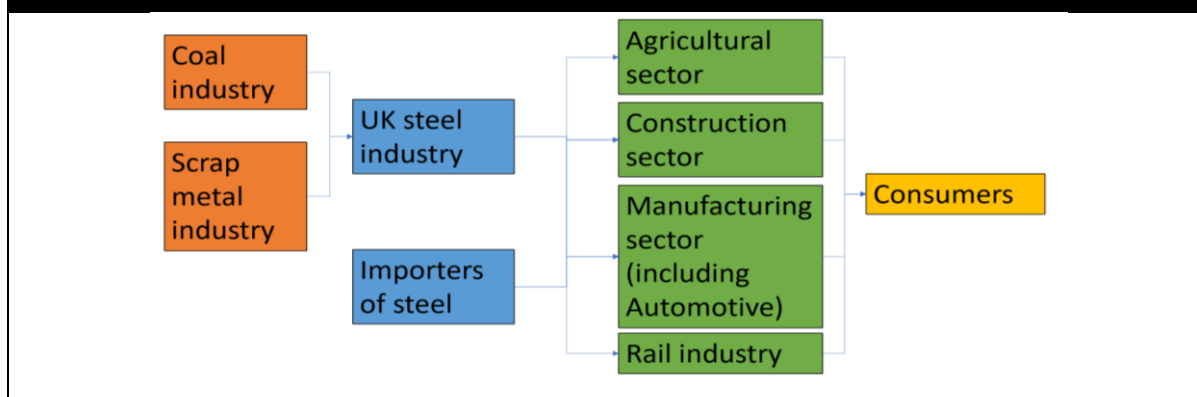 Coal
industry
Scrap
metal
industry
UK steel
industry
Importers
of steel
Agricultural
sector
Construction
sector
Manufacturing
sector
(including
Automotive)
Rail industry
Consumers